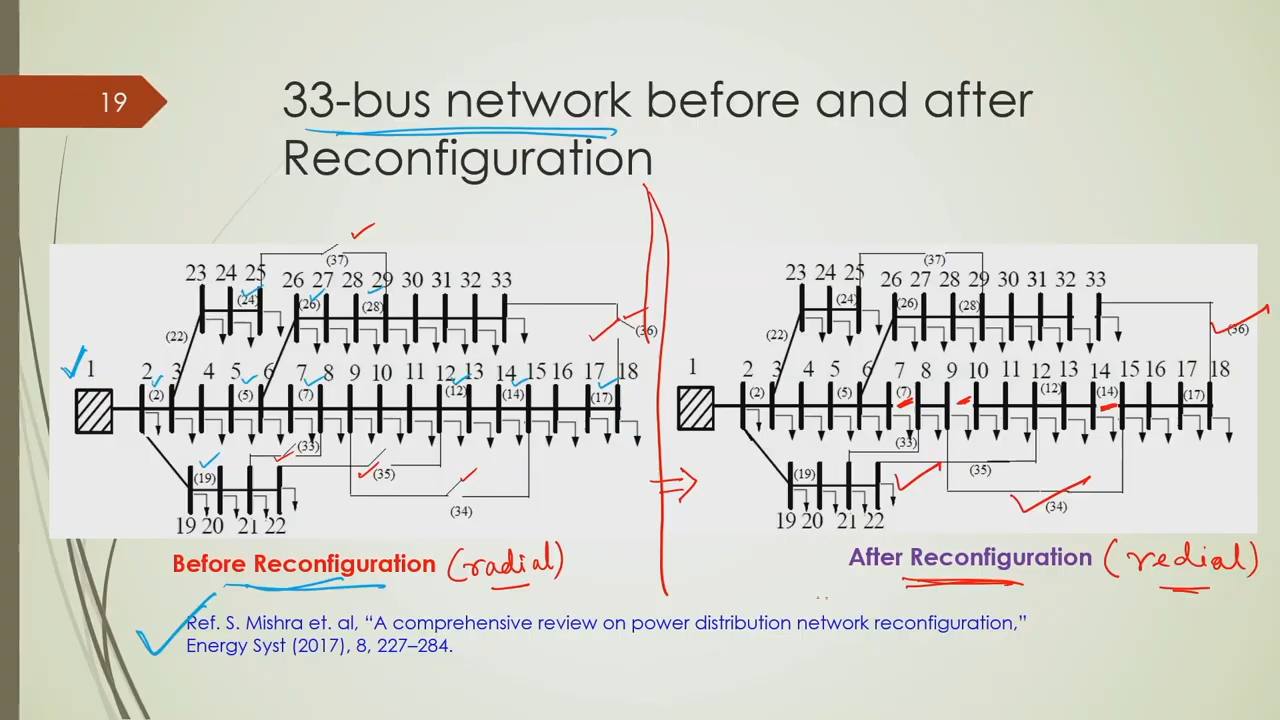 19
33-bus network before and after
Reconfiguration
(37)
23 24 25 26 27 28 29 30 31 32 33
(24) (26) (28)
(22) (36)
1 2 3 4 5 6 7 8 9 10 11 12 13 14 15 16 17 18
(2) (5) (7) (12) (14) (17)
(33)
(19) (35)
(34)
19 20 21 22
Before Reconfiguration (radial)
(37)
23 24 25 26 27 28 29 30 31 32 33
(24) (26) (28)
(22) (36)
1 2 3 4 5 6 7 8 9 10 11 12 13 14 15 16 17 18
(2) (5) (7) (12) (14) (17)
(33)
(19) (35)
(34)
19 20 21 22
After Reconfiguration (redial)
Ref. S. Mishra et. al, “A comprehensive review on power distribution network reconfiguration,”
Energy Syst (2017), 8, 227–284.